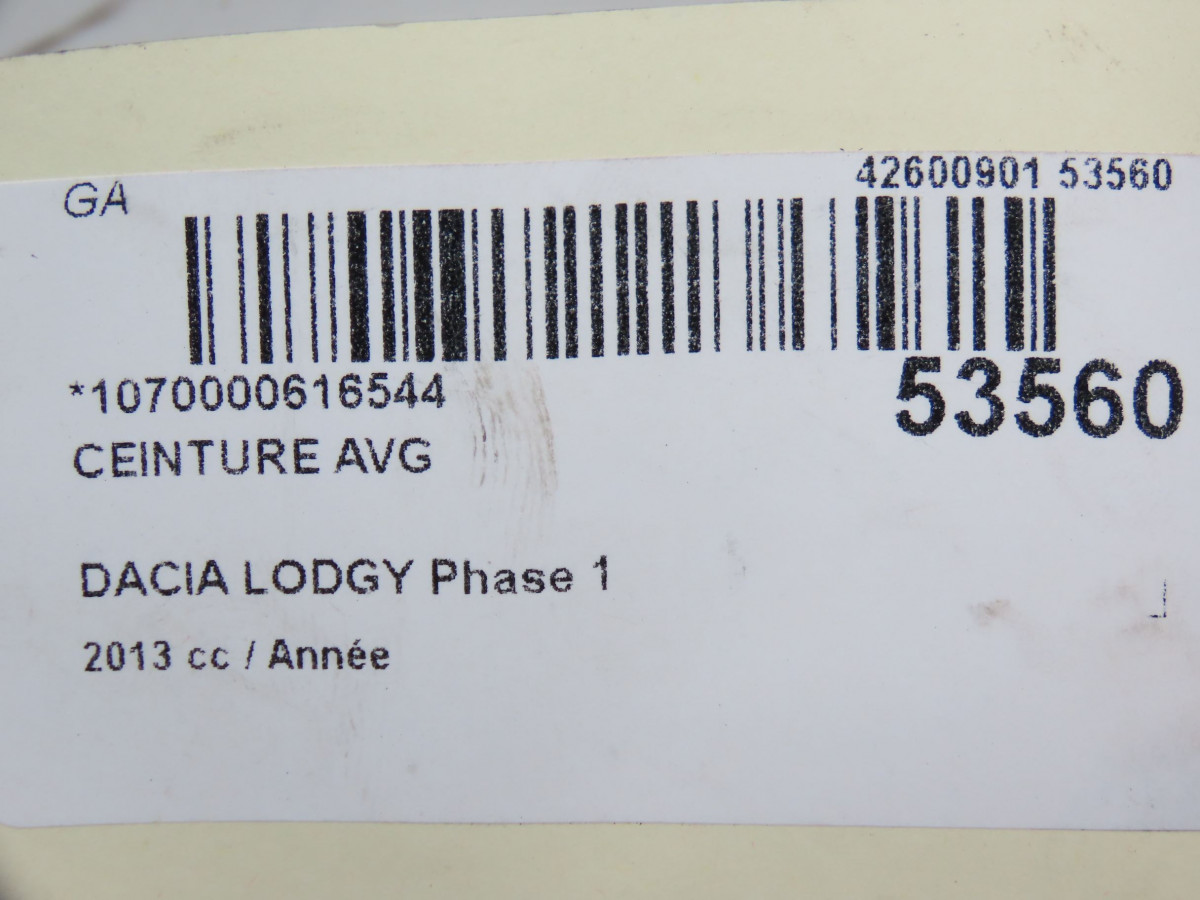 GA
42600901 53560
*1070000616544
53560
CEINTURE AVG
DACIA LODGY Phase 1
2013 cc / Année